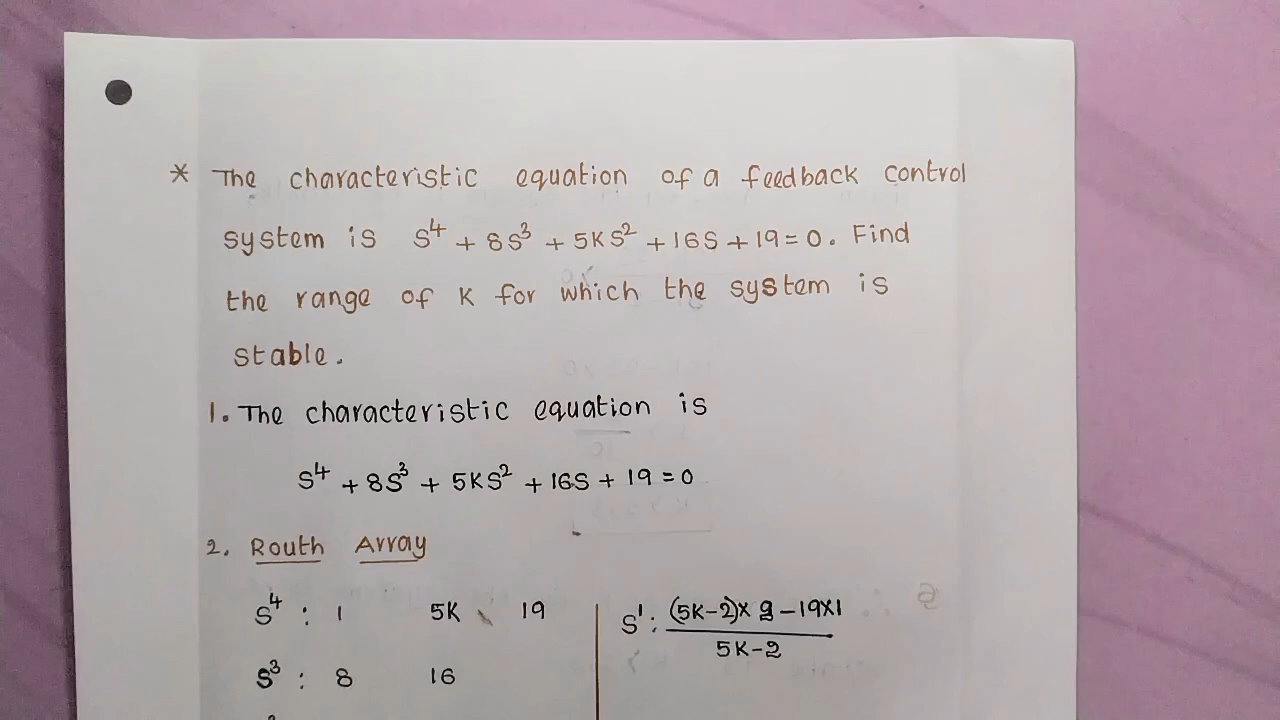 * The characteristic equation of a feedback control
system is S⁴ + 8S³ + 5KS² + 16S + 19 = 0. Find
the range of K for which the system is
stable.
1. The characteristic equation is
S⁴ + 8S³ + 5KS² + 16S + 19 = 0
2. Routh Array
S⁴ : 1 5K 19
S³ : 8 16
S¹ : (5K-2)x 2 - 19x1
5K-2